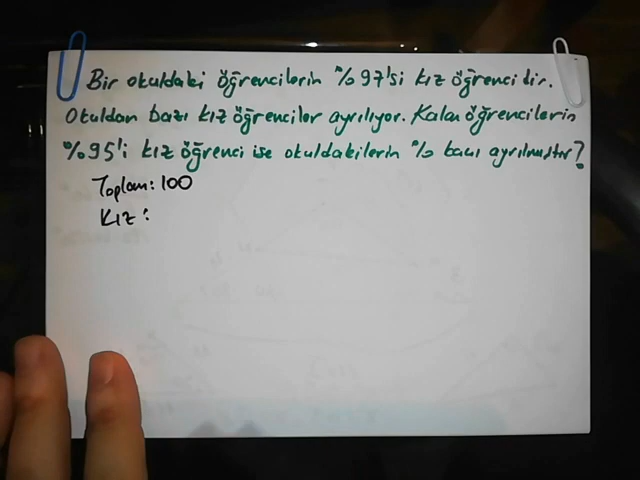 Bir okuldaki öğrencilerin %97'si kız öğrencidir.
Okuldan bazı kız öğrenciler ayrılıyor. Kalan öğrencilerin
%95'i kız öğrenci ise okuldakilerin % kaçı ayrılmıştır?
Toplam: 100
Kız: